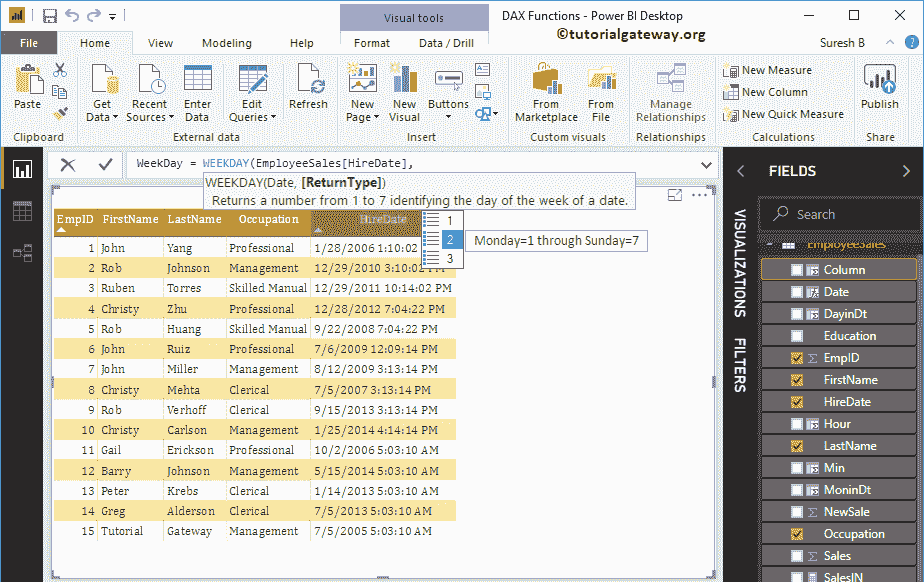 Visual tools
DAX Functions - Power BI Desktop
©tutorialgateway.org
File Home View Modeling Help Format Data / Drill Suresh B
Paste
Get Data
Recent Sources
Enter Data
Edit Queries
Refresh
New Page
New Visual
Buttons
From Marketplace
From File
Manage Relationships
New Measure
New Column
New Quick Measure
Publish
Clipboard External data Insert Custom visuals Relationships Calculations Share
WeekDay = WEEKDAY(EmployeeSales[HireDate],
WEEKDAY(Date, [ReturnType])
Returns a number from 1 to 7 identifying the day of the week of a date.
1
2 Monday=1 through Sunday=7
3
EmpID FirstName LastName Occupation HireDate
1 John Yang Professional 1/28/2006 1:10:02
2 Rob Johnson Management 12/29/2010 3:10:02
3 Ruben Torres Skilled Manual 12/29/2011 10:14:02 PM
4 Christy Zhu Professional 12/28/2012 7:04:22 PM
5 Rob Huang Skilled Manual 9/22/2008 7:04:22 PM
6 John Ruiz Professional 7/6/2009 12:09:14 PM
7 John Miller Management 8/12/2009 3:13:14 PM
8 Christy Mehta Clerical 7/5/2007 3:13:14 PM
9 Rob Verhoff Clerical 9/15/2013 3:13:14 PM
10 Christy Carlson Management 1/25/2014 4:14:14 PM
11 Gail Erickson Professional 10/2/2006 5:03:10 AM
12 Barry Johnson Management 5/15/2014 5:03:10 AM
13 Peter Krebs Clerical 1/14/2013 5:03:10 AM
14 Greg Alderson Clerical 7/5/2013 5:03:10 AM
15 Tutorial Gateway Management 7/5/2005 5:03:10 AM
VISUALIZATIONS
FILTERS
FIELDS
Search
EmployeeSales
Column
Date
DayinDt
Education
EmpID
FirstName
HireDate
Hour
LastName
Min
MoninDt
NewSale
Occupation
Sales
SalesIN